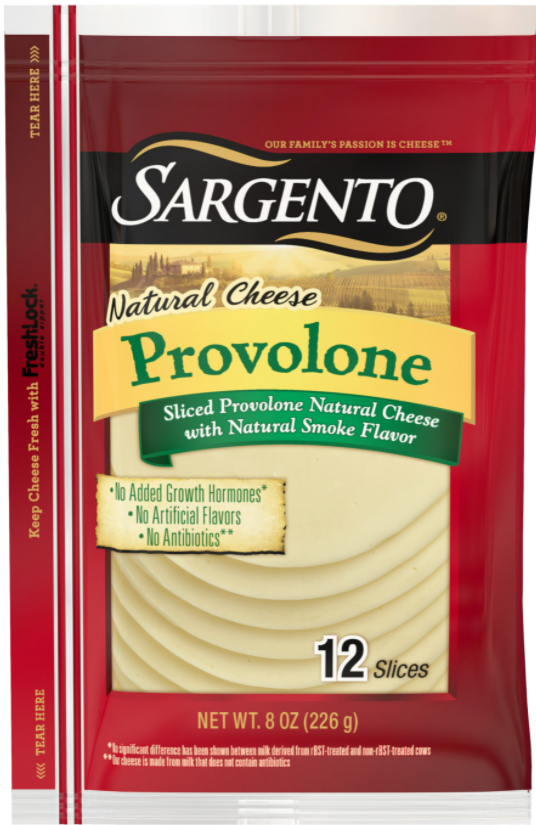 TEAR HERE >>>>
Keep Cheese Fresh with FreshLock®
double zipper
<<<< TEAR HERE
OUR FAMILY'S PASSION IS CHEESE™
SARGENTO®
Natural Cheese
Provolone
Sliced Provolone Natural Cheese
with Natural Smoke Flavor
•No Added Growth Hormones*
•No Artificial Flavors
•No Antibiotics**
12 Slices
NET WT. 8 OZ (226 g)
*No significant difference has been shown between milk derived from rBST-treated and non-rBST-treated cows
**Our cheese is made from milk that does not contain antibiotics